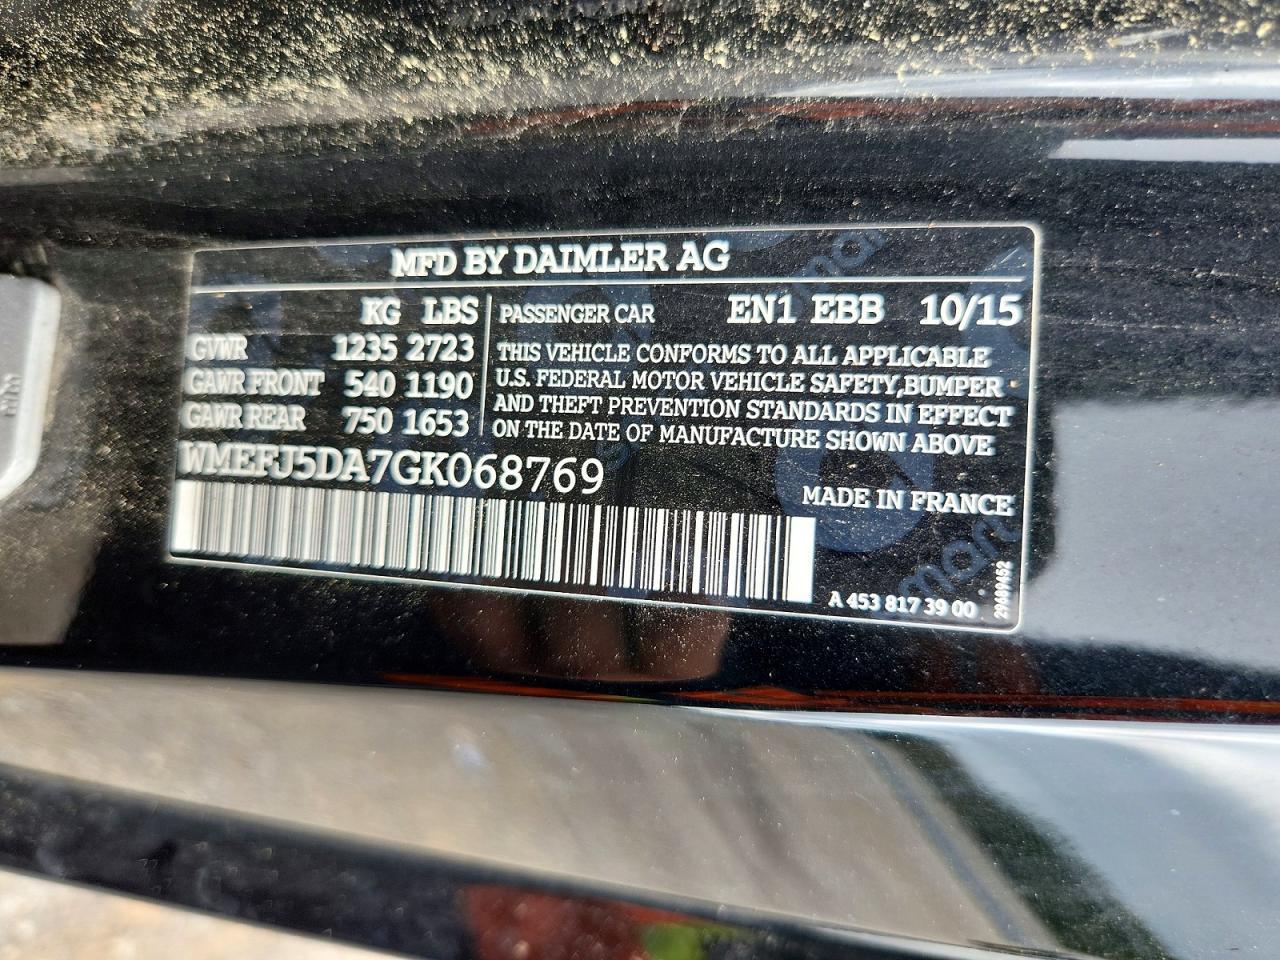 MFD BY DAIMLER AG
KG LBS
GVWR 1235 2723
GAWR FRONT 540 1190
GAWR REAR 750 1653
PASSENGER CAR EN1 EBB 10/15
THIS VEHICLE CONFORMS TO ALL APPLICABLE
U.S. FEDERAL MOTOR VEHICLE SAFETY,BUMPER
AND THEFT PREVENTION STANDARDS IN EFFECT
ON THE DATE OF MANUFACTURE SHOWN ABOVE
WMEFJ5DA7GK068769
MADE IN FRANCE
A 453 817 39 00